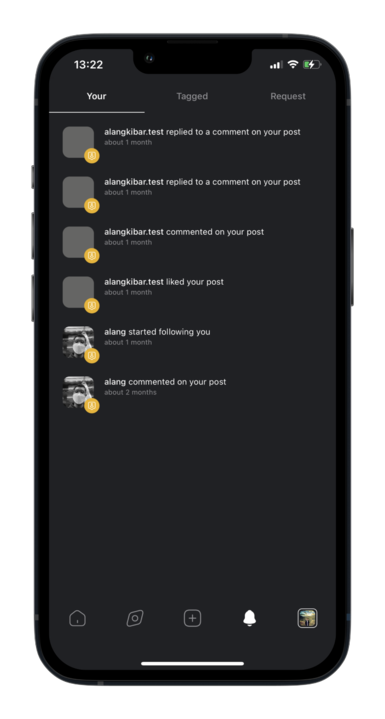 13:22
Your
Tagged
Request
alangkibar.test replied to a comment on your post
about 1 month
alangkibar.test replied to a comment on your post
about 1 month
alangkibar.test commented on your post
about 1 month
alangkibar.test liked your post
about 1 month
alang started following you
about 1 month
alang commented on your post
about 2 months